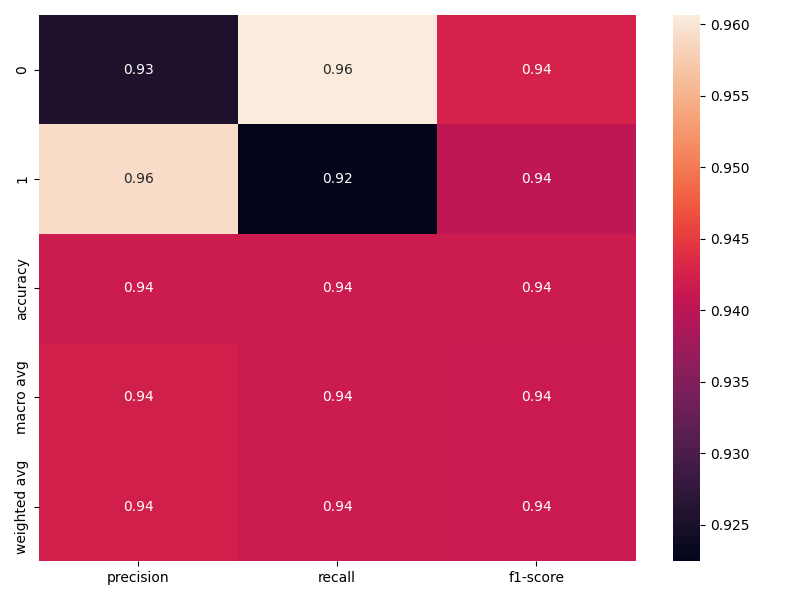 0 0.93 0.96 0.94
1 0.96 0.92 0.94
accuracy 0.94 0.94 0.94
macro avg 0.94 0.94 0.94
weighted avg 0.94 0.94 0.94
precision recall f1-score
0.960
0.955
0.950
0.945
0.940
0.935
0.930
0.925